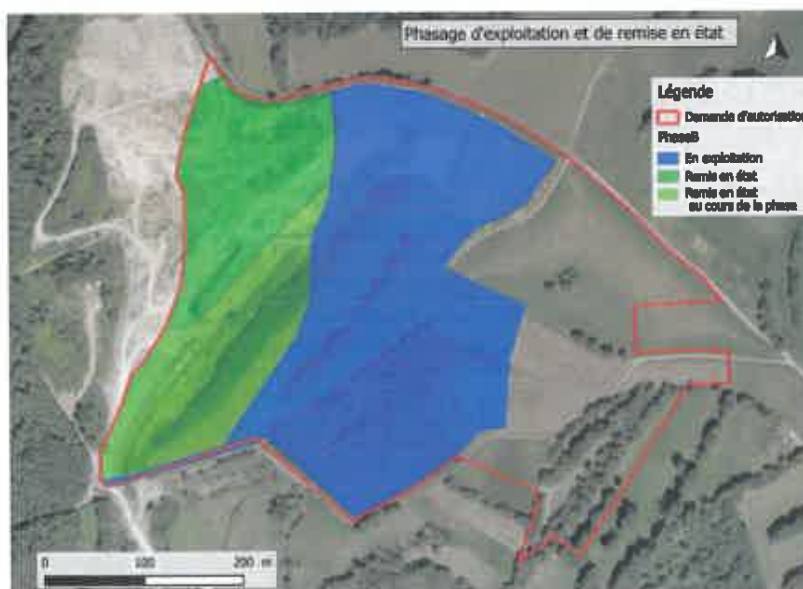 Phasage d'exploitation et de remise en état
Légende
Demande d'autorisation
Phase3
En exploitation
Remis en état
Remis en état
au cours de la phase
0 100 200 m